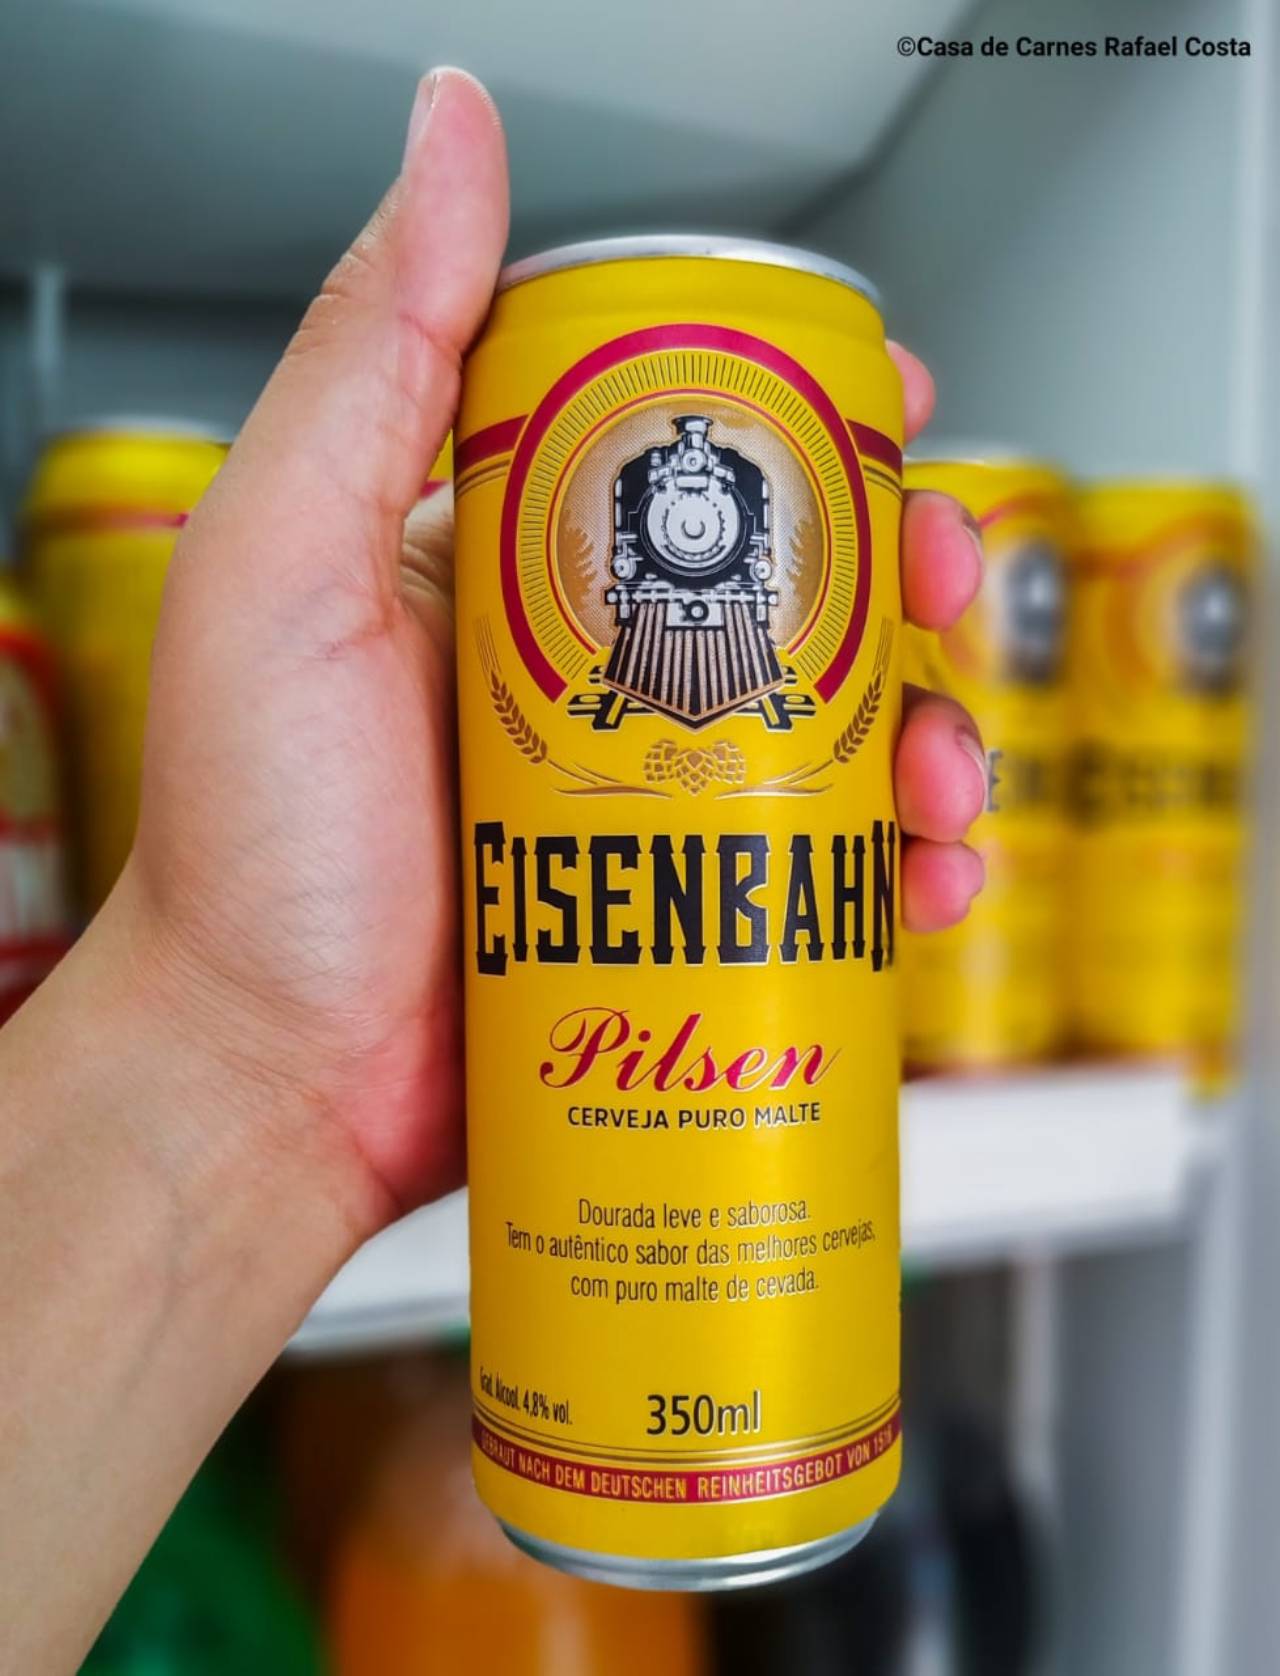 ©Casa de Carnes Rafael Costa
EISENBAHN
Pilsen
CERVEJA PURO MALTE
Dourada leve e saborosa.
Tem o autêntico sabor das melhores cervejas,
com puro malte de cevada.
Grad. Alcool. 4,8% vol.
350ml
GEBRAUT NACH DEM DEUTSCHEN REINHEITSGEBOT VON 1516